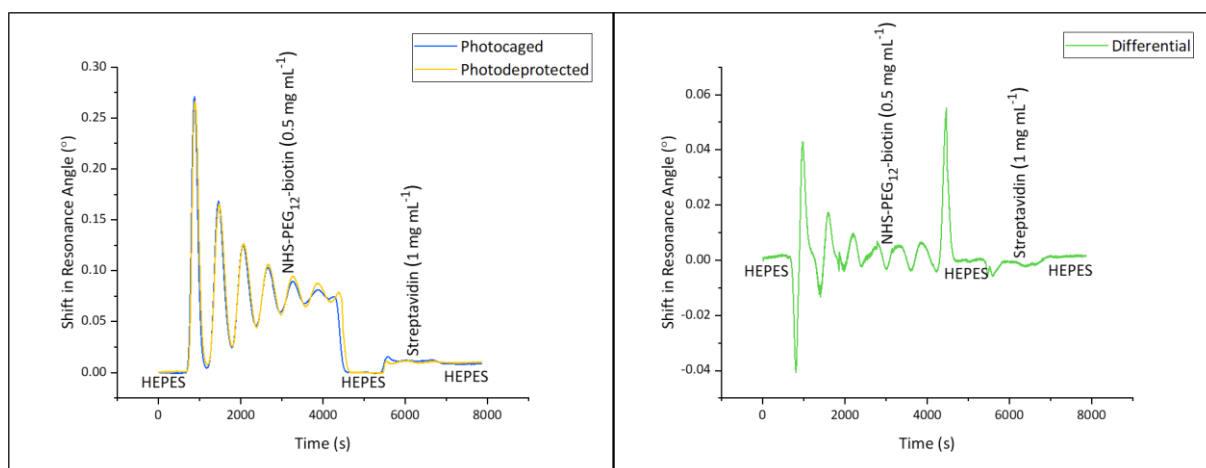 Photocaged
Photodeprotected
0.30
0.25
0.20
0.15
0.10
0.05
0.00
Shift in Resonance Angle (°)
NHS-PEG12-biotin (0.5 mg mL-1)
Streptavidin (1 mg mL-1)
HEPES
HEPES
HEPES
0
2000
4000
6000
8000
Time (s)
Differential
0.06
0.04
0.02
0.00
-0.02
-0.04
Shift in Resonance Angle (°)
NHS-PEG12-biotin (0.5 mg mL-1)
Streptavidin (1 mg mL-1)
HEPES
HEPES
HEPES
0
2000
4000
6000
8000
Time (s)